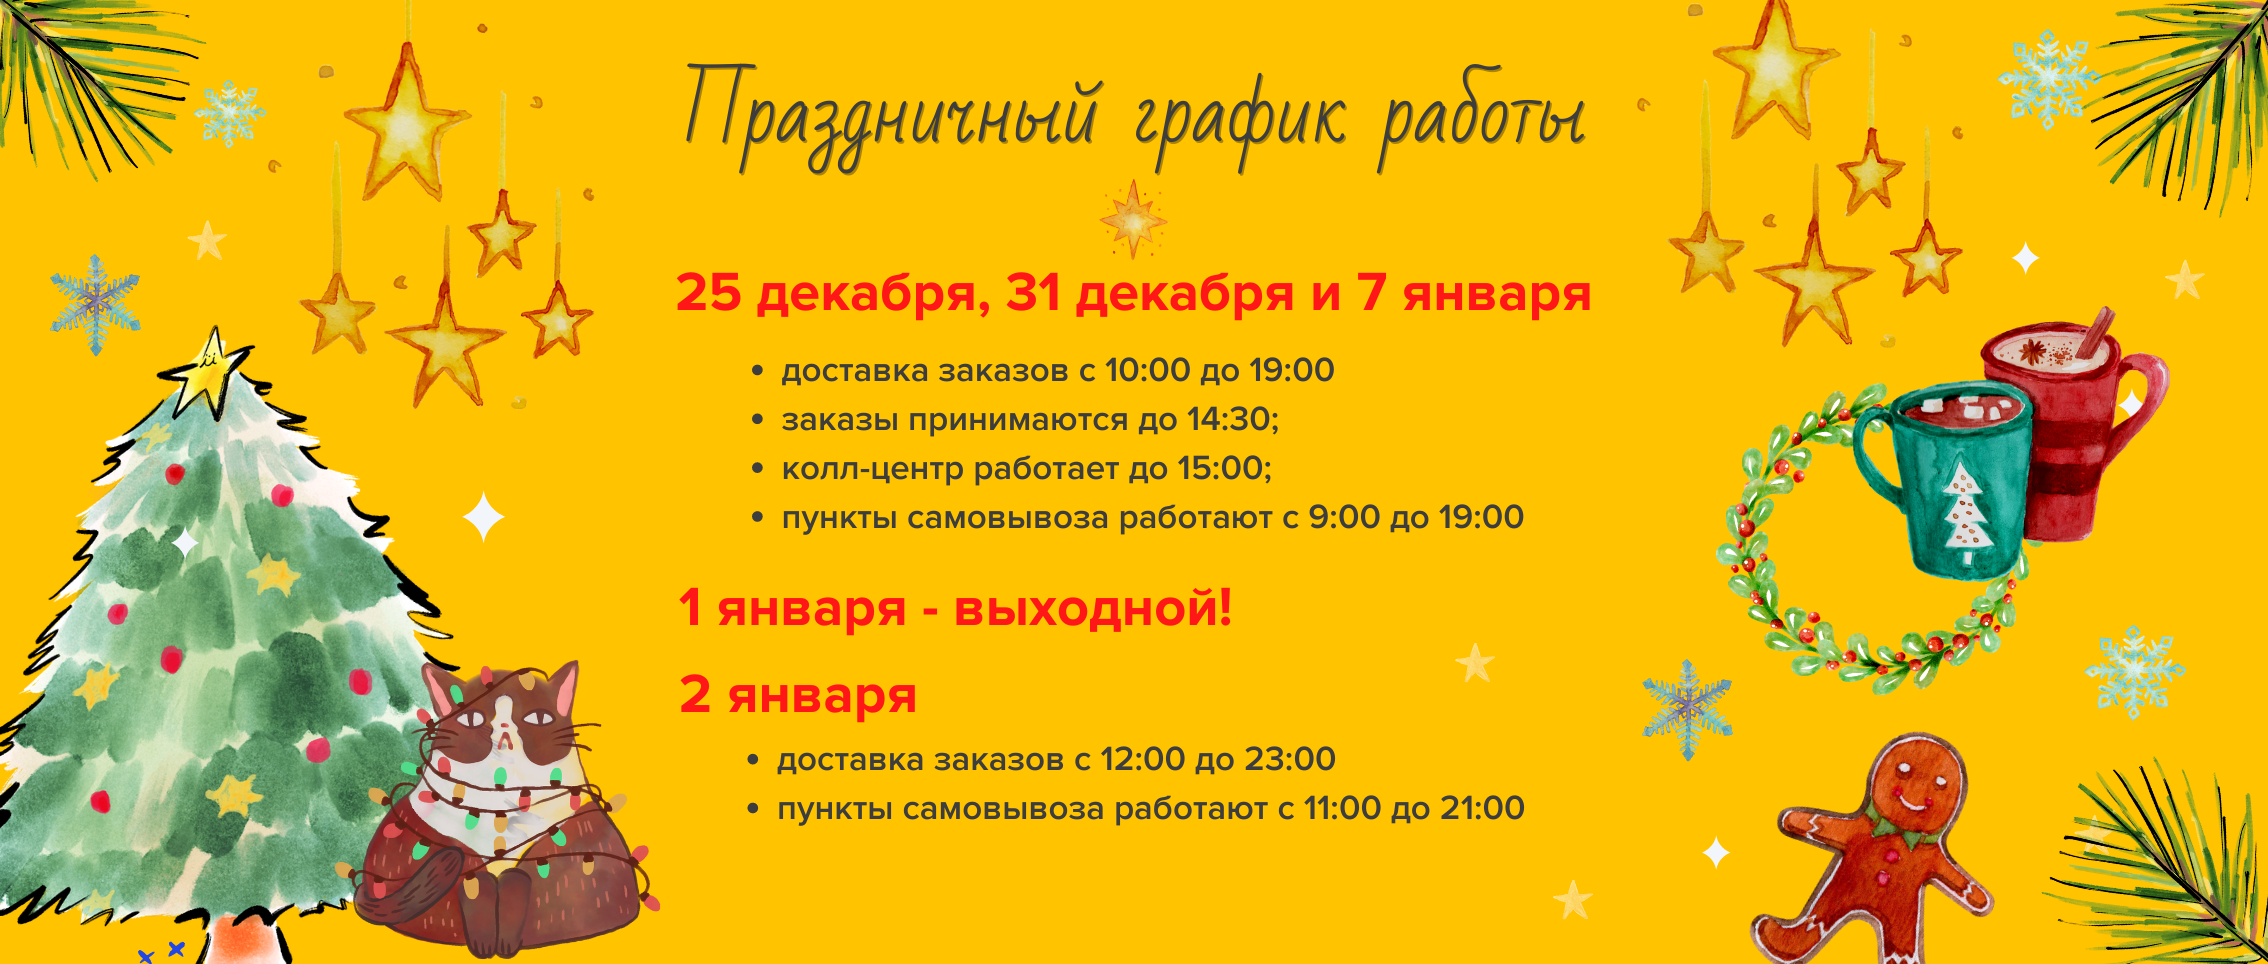 Праздничный график работы
25 декабря, 31 декабря и 7 января
• доставка заказов с 10:00 до 19:00
• заказы принимаются до 14:30;
• колл-центр работает до 15:00;
• пункты самовывоза работают с 9:00 до 19:00
1 января - выходной!
2 января
• доставка заказов с 12:00 до 23:00
• пункты самовывоза работают с 11:00 до 21:00